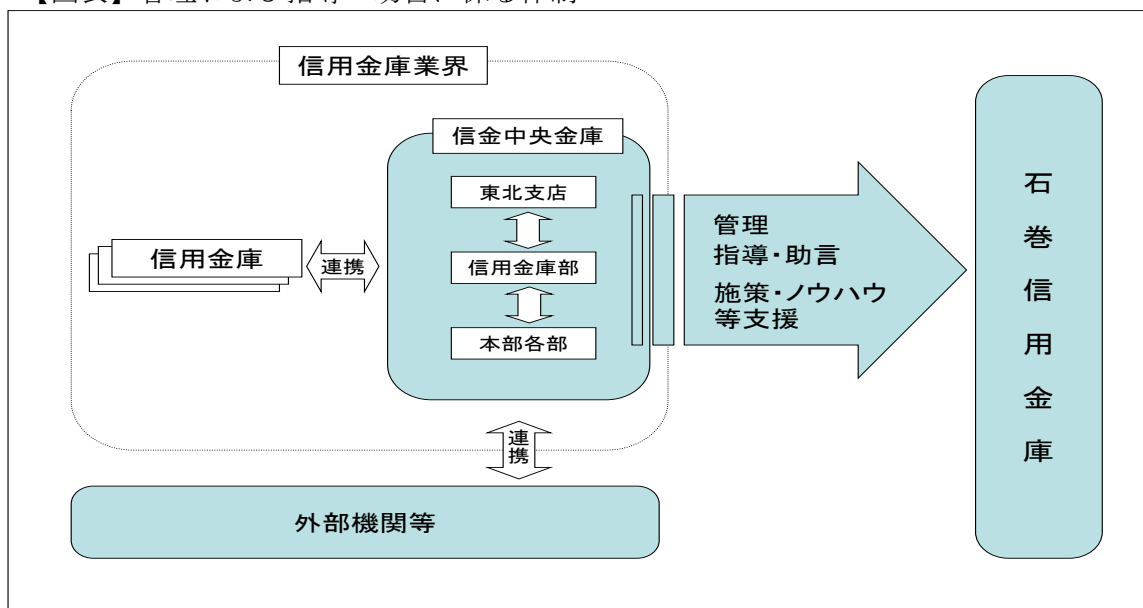 信用金庫業界
信金中央金庫
東北支店
信用金庫
連携
信用金庫部
本部各部
管理
指導・助言
施策・ノウハウ
等支援
石巻信用金庫
連携
外部機関等